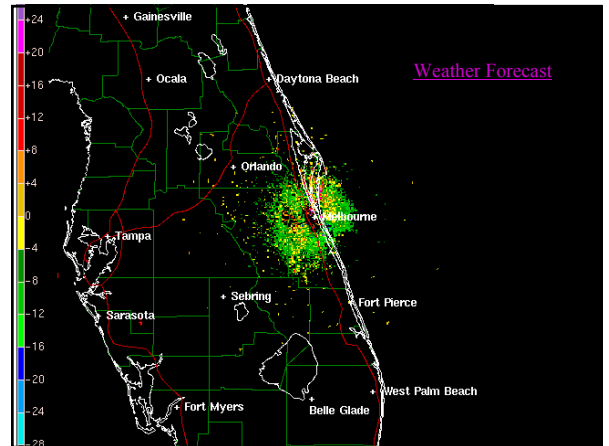 +24
Gainesville
+20
Ocala
Daytona Beach
Weather Forecast
+16
+12
+8
Orlando
+4
0
Melbourne
Tampa
-4
-8
Sebring
Fort Pierce
-12
Sarasota
-16
-20
West Palm Beach
Fort Myers
Belle Glade
-24
-28